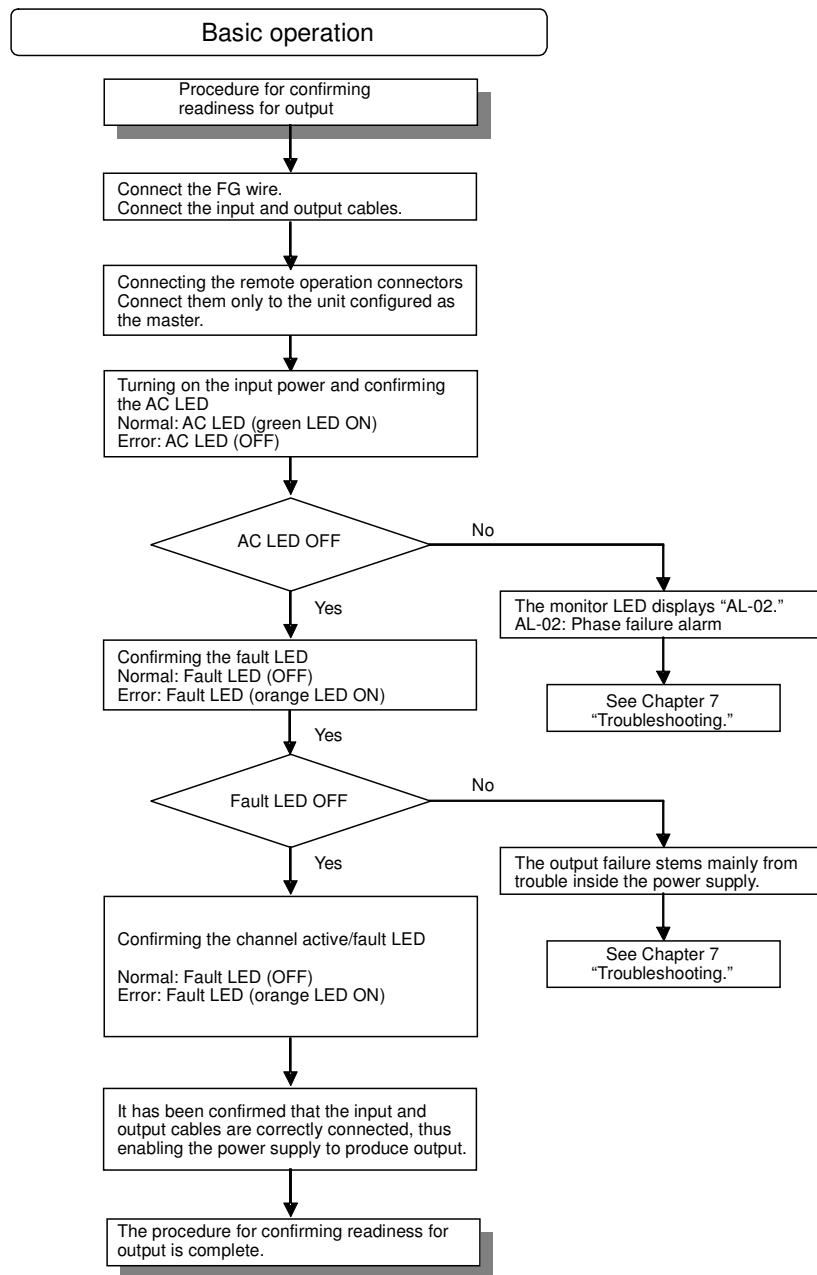 Basic operation
Procedure for confirming
readiness for output
Connect the FG wire.
Connect the input and output cables.
Connecting the remote operation connectors
Connect them only to the unit configured as
the master.
Turning on the input power and confirming
the AC LED
Normal: AC LED (green LED ON)
Error: AC LED (OFF)
AC LED OFF
No
Yes
The monitor LED displays “AL-02.”
AL-02: Phase failure alarm
See Chapter 7
“Troubleshooting.”
Confirming the fault LED
Normal: Fault LED (OFF)
Error: Fault LED (orange LED ON)
Yes
Fault LED OFF
No
Yes
The output failure stems mainly from
trouble inside the power supply.
See Chapter 7
“Troubleshooting.”
Confirming the channel active/fault LED
Normal: Fault LED (OFF)
Error: Fault LED (orange LED ON)
It has been confirmed that the input and
output cables are correctly connected, thus
enabling the power supply to produce output.
The procedure for confirming readiness for
output is complete.